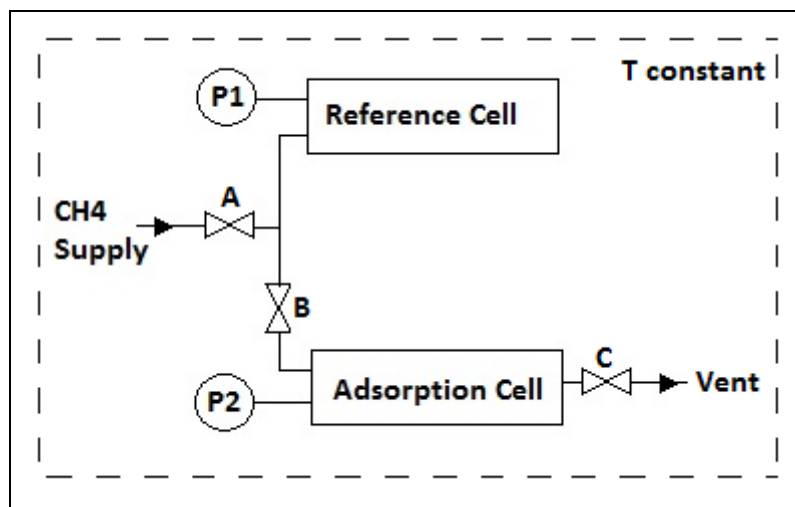 T constant
P1
Reference Cell
A
CH4
Supply
B
C
Adsorption Cell
Vent
P2